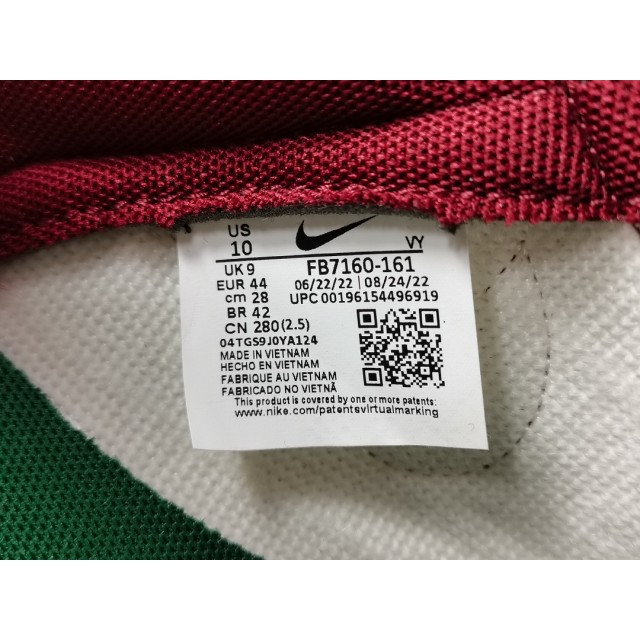 US
10
VY
UK 9
FB7160-161
EUR 44
06/22/22 | 08/24/22
cm 28
UPC 00196154496919
BR 42
CN 280(2.5)
04TGS9J0YA124
MADE IN VIETNAM
HECHO EN VIETNAM
FABRIQUE AU VIETNAM
FABRICADO NO VIETNÃ
This product is covered by one or more patents:
www.nike.com/patentsvirtualmarking